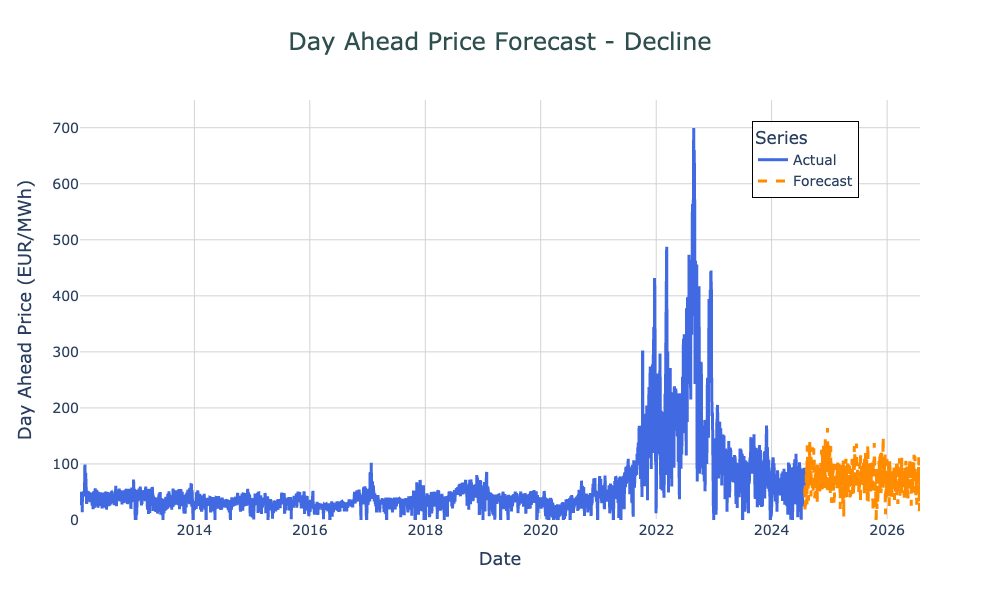 Day Ahead Price Forecast - Decline
Series
Actual
Forecast
Day Ahead Price (EUR/MWh)
700
600
500
400
300
200
100
0
2014
2016
2018
2020
2022
2024
2026
Date